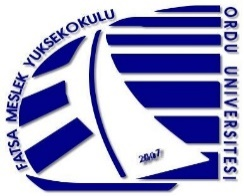 FATSA MESLEK YUKSEKOKULU
ORDU UNIVERSITESI
2007